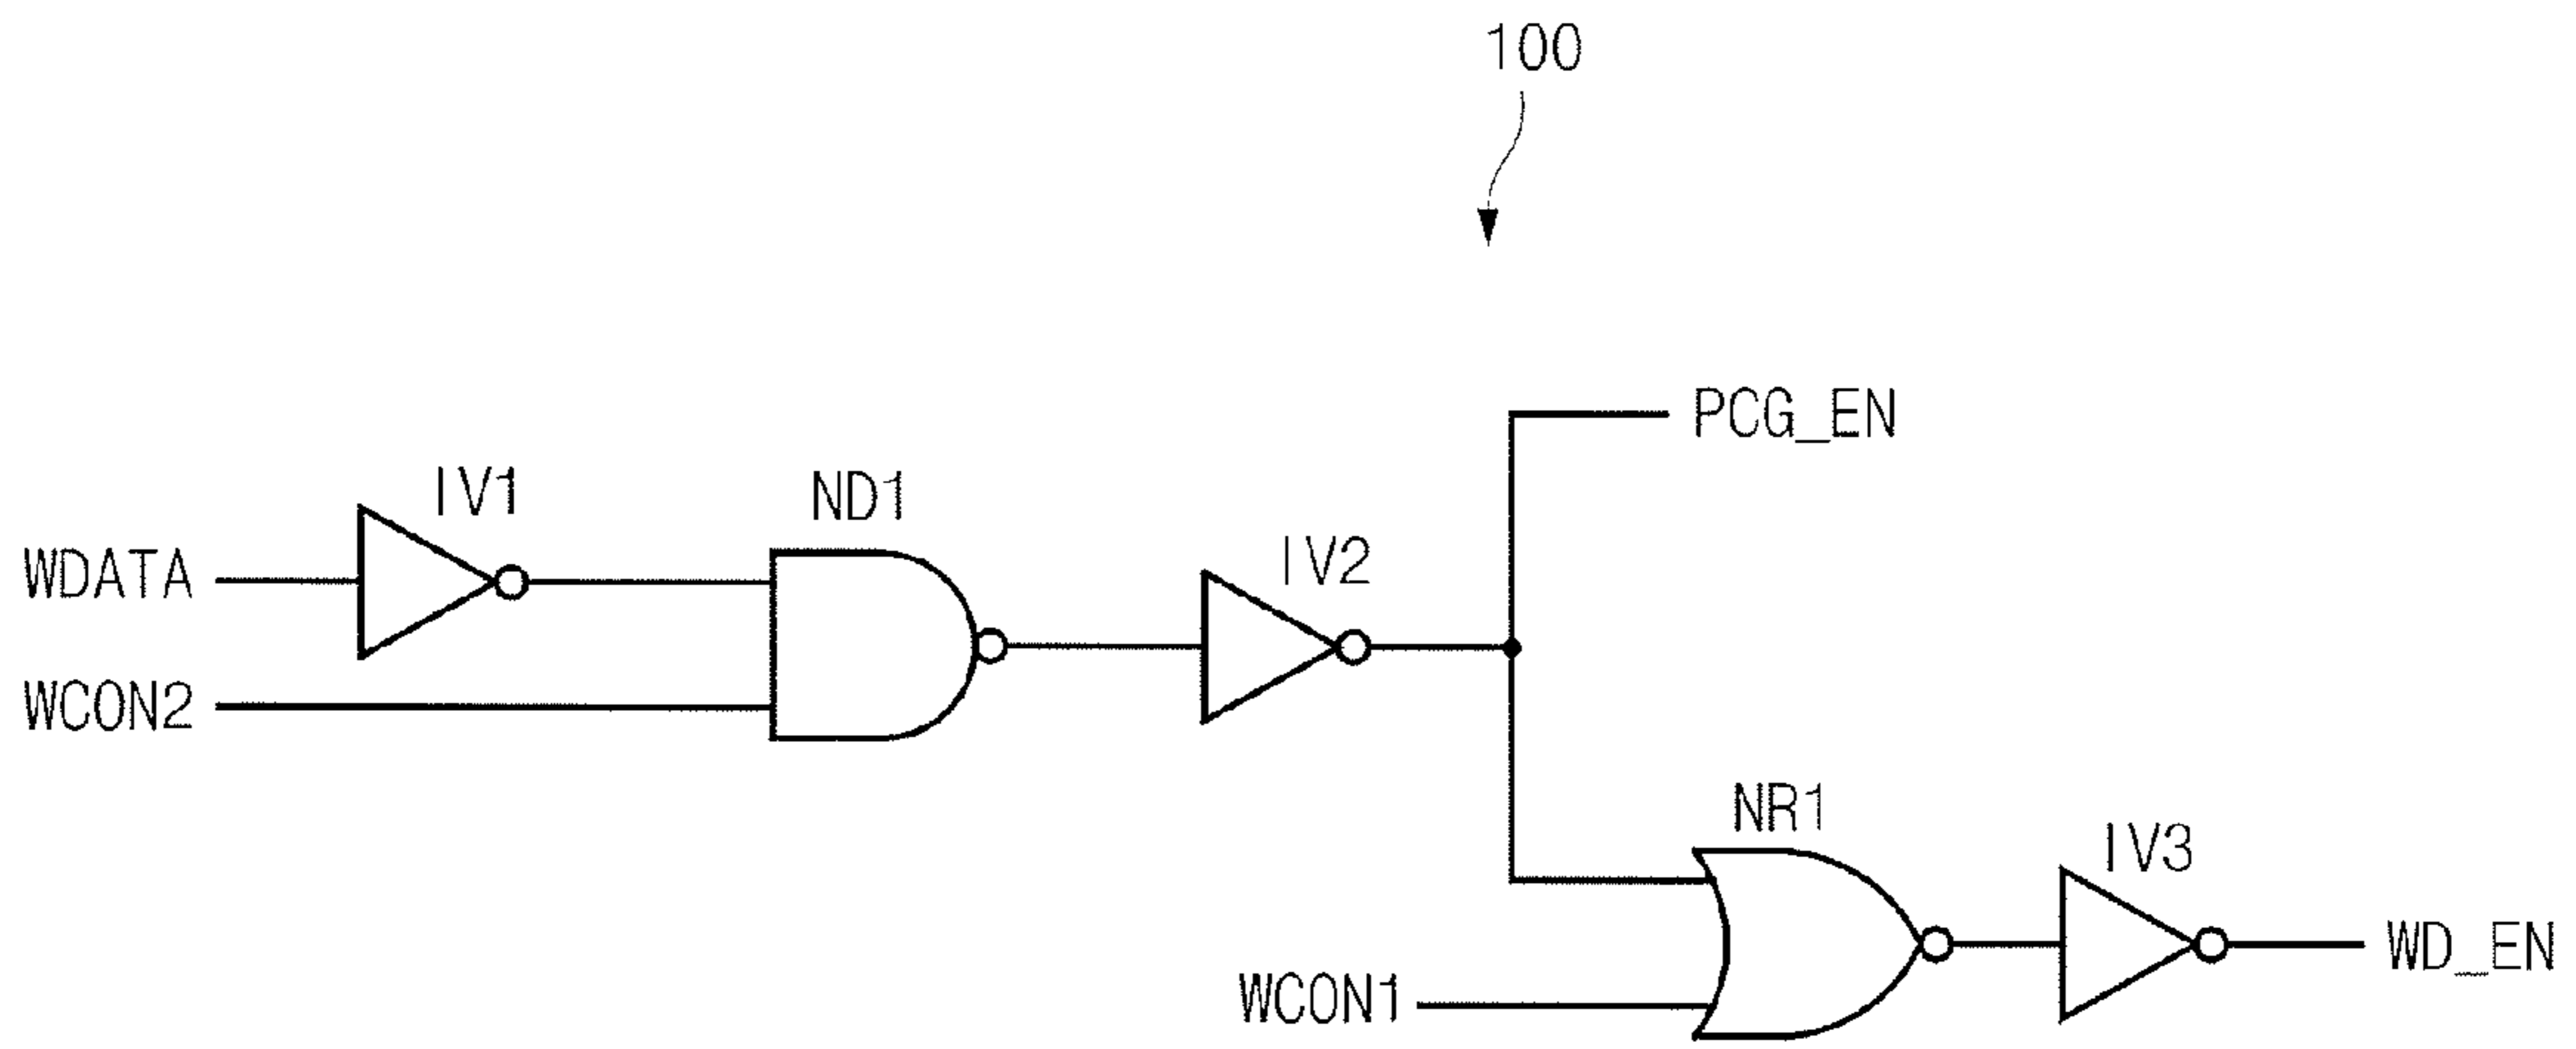 100
PCG_EN
IV1
ND1
IV2
WDATA
WCON2
NR1
IV3
WD_EN
WCON1